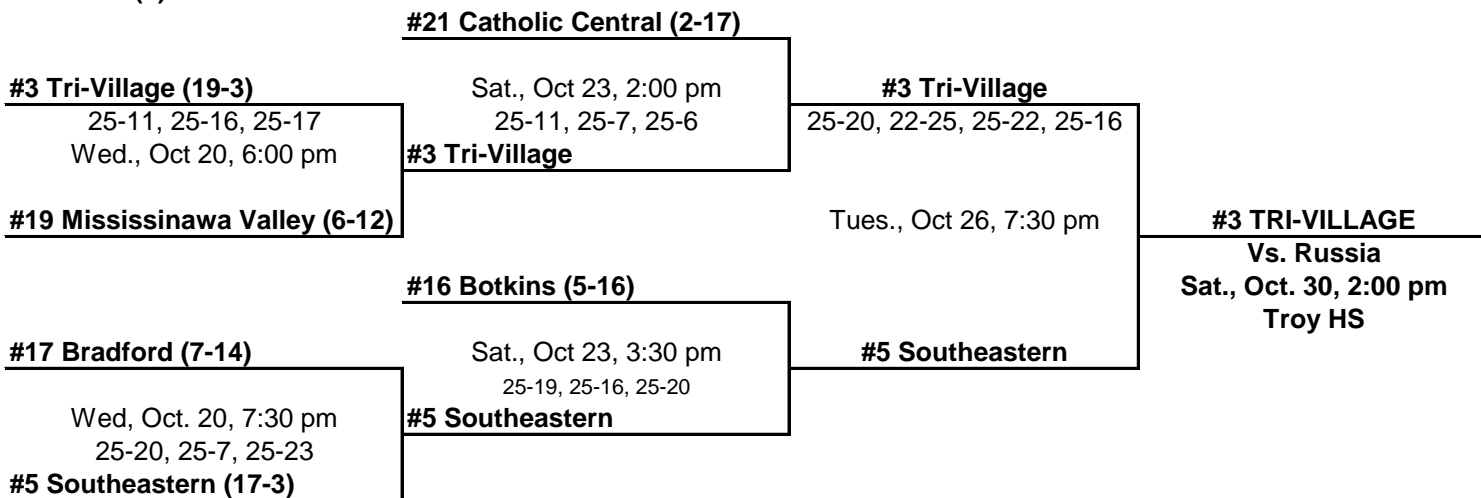 #21 Catholic Central (2-17)
#3 Tri-Village (19-3)
Sat., Oct 23, 2:00 pm
#3 Tri-Village
25-11, 25-16, 25-17
25-11, 25-7, 25-6
25-20, 22-25, 25-22, 25-16
Wed., Oct 20, 6:00 pm
#3 Tri-Village
#19 Mississinawa Valley (6-12)
Tues., Oct 26, 7:30 pm
#3 TRI-VILLAGE
Vs. Russia
#16 Botkins (5-16)
Sat., Oct. 30, 2:00 pm
Troy HS
#17 Bradford (7-14)
Sat., Oct 23, 3:30 pm
#5 Southeastern
25-19, 25-16, 25-20
Wed, Oct. 20, 7:30 pm
#5 Southeastern
25-20, 25-7, 25-23
#5 Southeastern (17-3)